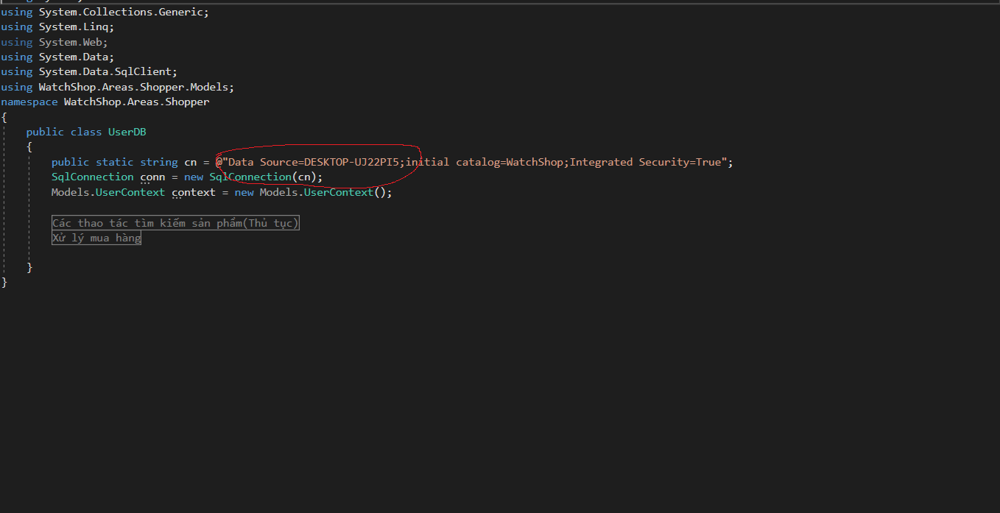 using System.Collections.Generic;
using System.Linq;
using System.Web;
using System.Data;
using System.Data.SqlClient;
using WatchShop.Areas.Shopper.Models;
namespace WatchShop.Areas.Shopper
{
public class UserDB
{
public static string cn = @"Data Source=DESKTOP-UJ22PI5;initial catalog=WatchShop;Integrated Security=True";
SqlConnection conn = new SqlConnection(cn);
Models.UserContext context = new Models.UserContext();
Các thao tác tìm kiếm sản phẩm(Thủ tục)
Xử lý mua hàng
}
}